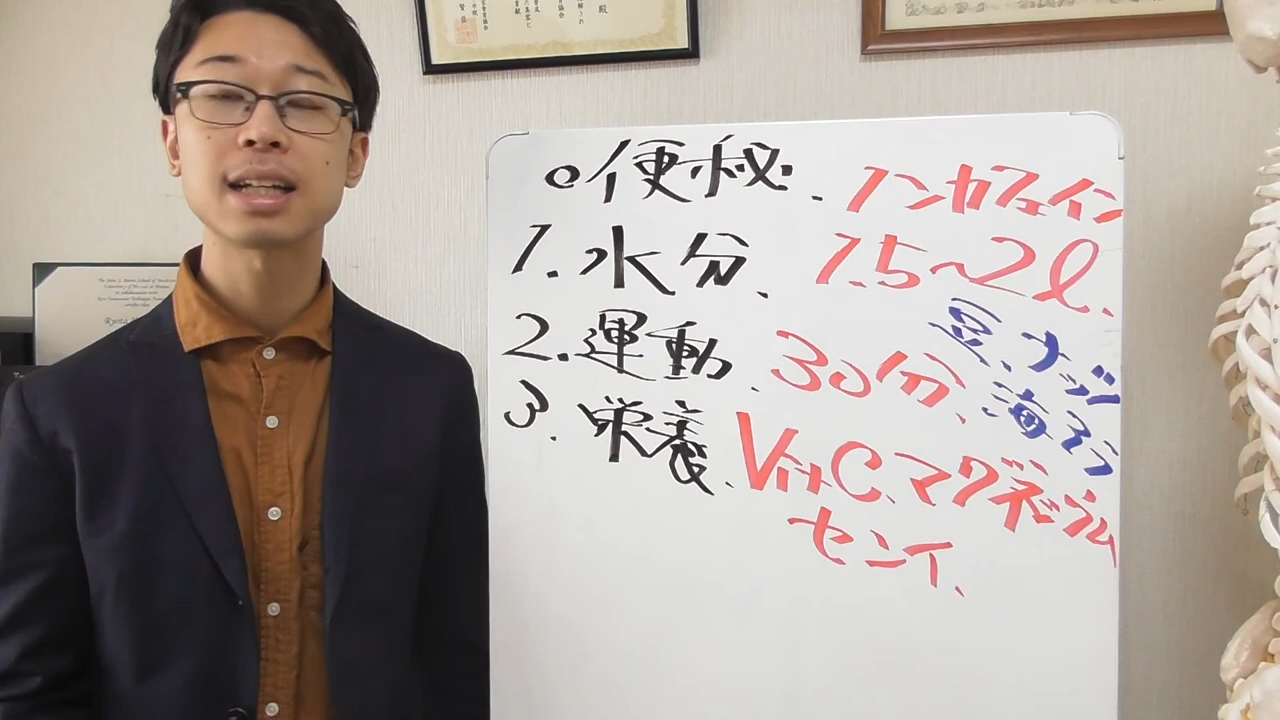 ○便秘、ノンカフェイン
1.水分、1.5〜2ℓ、
2.運動、30分、
豆、ナッツ、
海そう
3.栄養、VitC、マグネシウム
センイ、
殿
Ryota